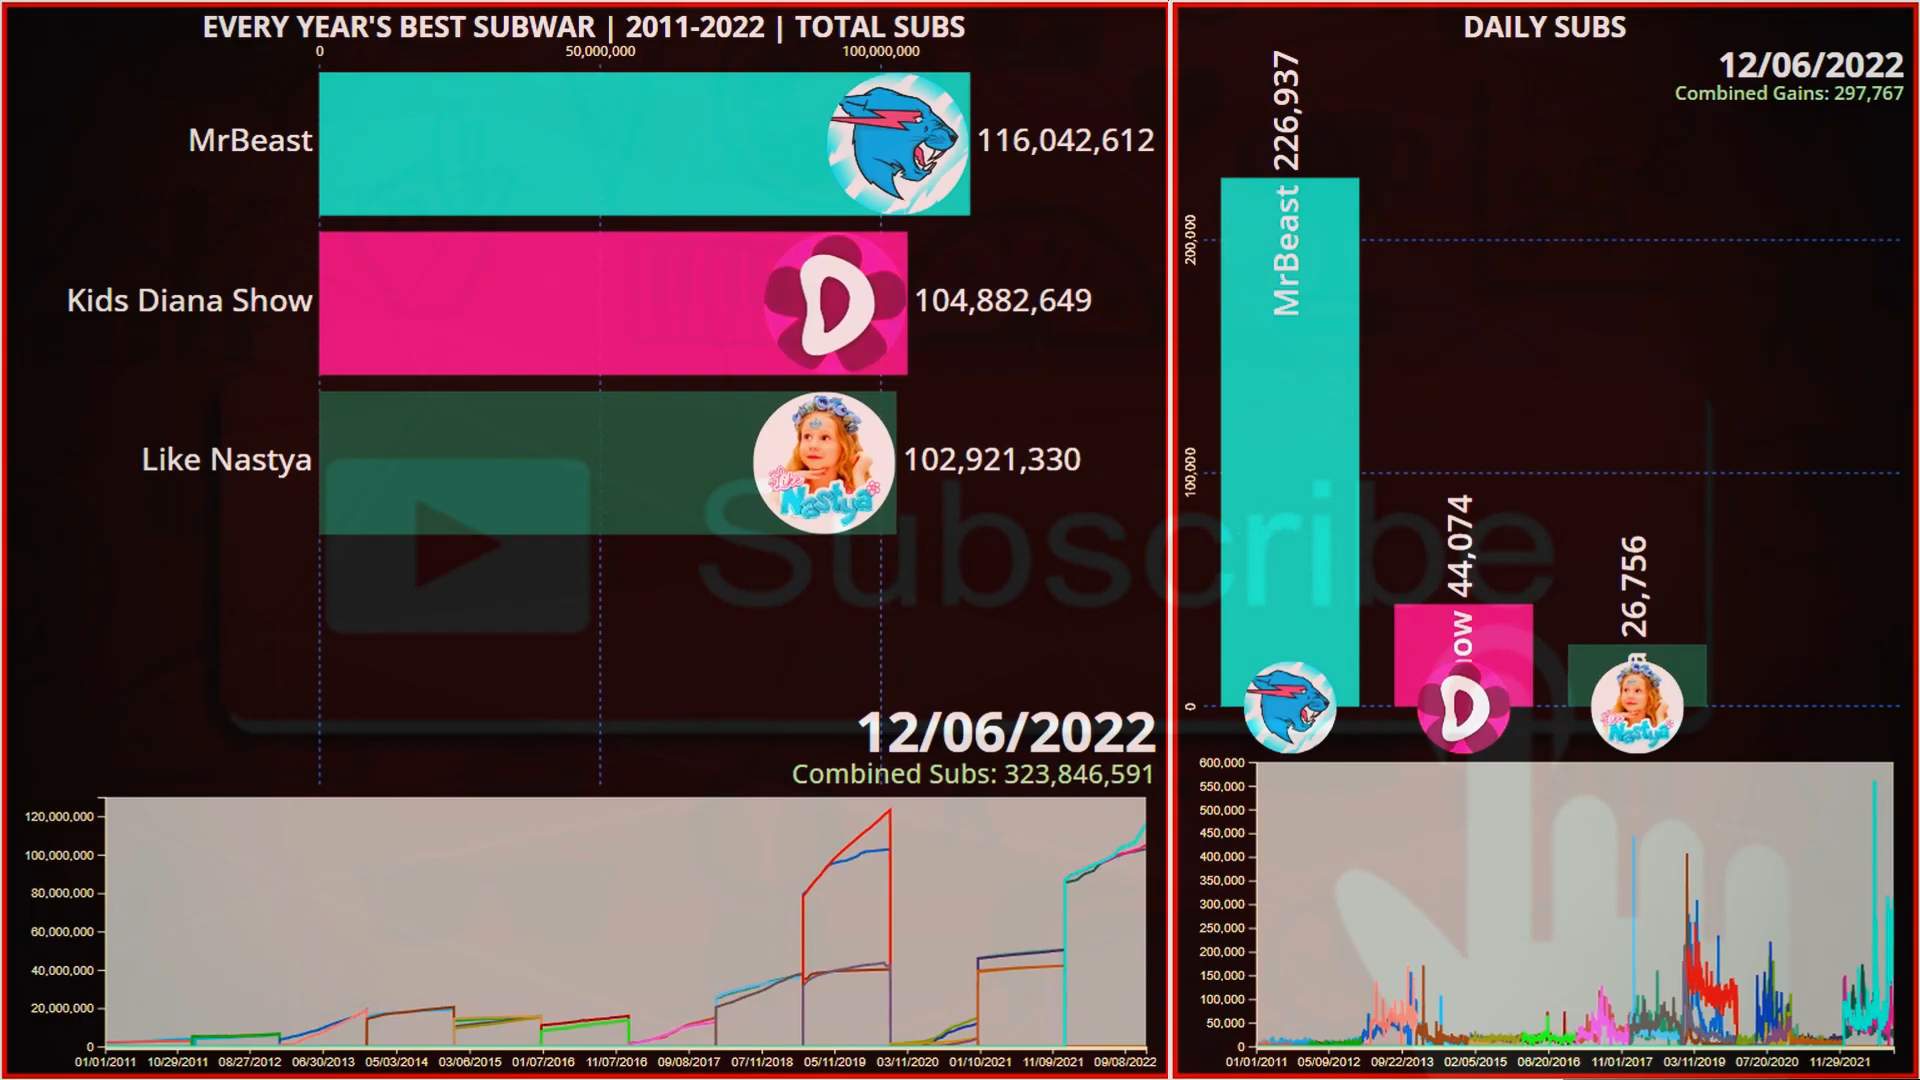 EVERY YEAR'S BEST SUBWAR | 2011-2022 | TOTAL SUBS
0 50,000,000 100,000,000
MrBeast 116,042,612
Kids Diana Show 104,882,649
Like Nastya 102,921,330
Like
Nastya
Subscribe
12/06/2022
Combined Subs: 323,846,591
120,000,000
100,000,000
80,000,000
60,000,000
40,000,000
20,000,000
0
01/01/2011 10/29/2011 08/27/2012 06/30/2013 05/03/2014 03/06/2015 01/07/2016 11/07/2016 09/08/2017 07/11/2018 05/11/2019 03/11/2020 01/10/2021 11/09/2021 09/08/2022
DAILY SUBS
12/06/2022
Combined Gains: 297,767
200,000
100,000
0
MrBeast 226,937
how 44,074
a 26,756
Like
Nastya
600,000
550,000
500,000
450,000
400,000
350,000
300,000
250,000
200,000
150,000
100,000
50,000
0
01/01/2011 05/09/2012 09/22/2013 02/05/2015 06/20/2016 11/01/2017 03/11/2019 07/20/2020 11/29/2021